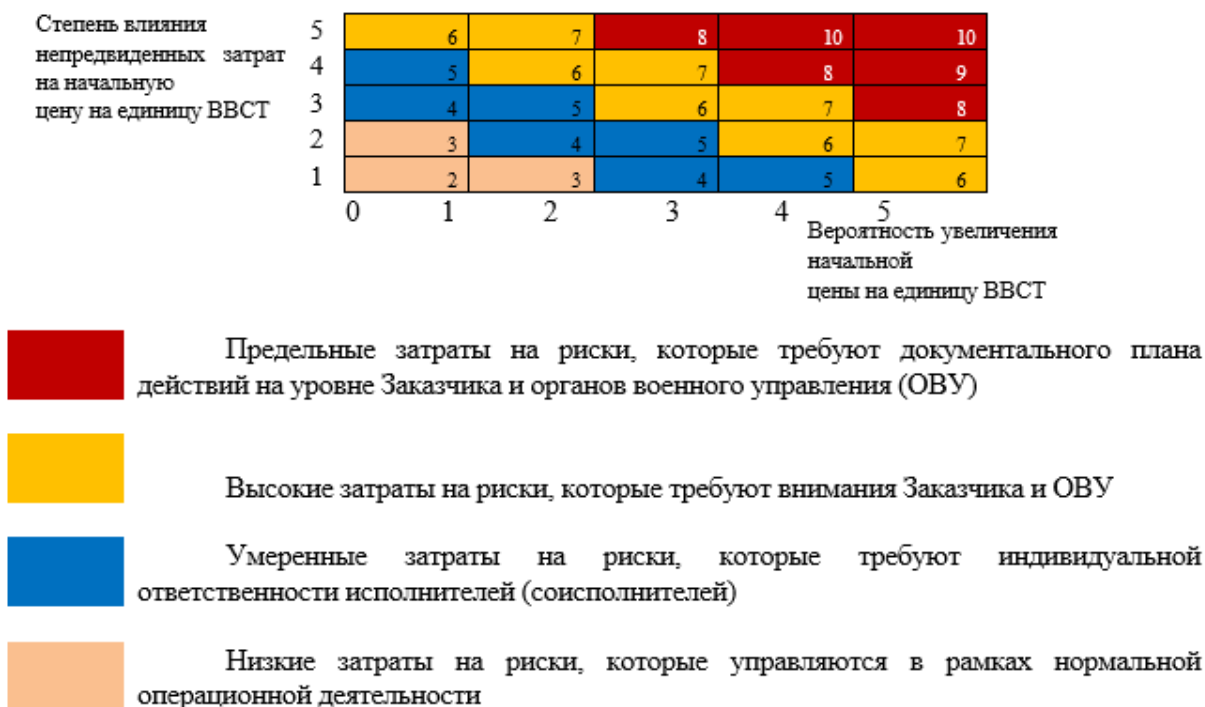 Степень влияния
непредвиденных затрат
на начальную
цену на единицу ВВСТ
5 6 7 8 10 10
4 5 6 7 8 9
3 4 5 6 7 8
2 3 4 5 6 7
1 2 3 4 5 6
0 1 2 3 4 5
Вероятность увеличения
начальной
цены на единицу ВВСТ
Предельные затраты на риски, которые требуют документального плана
действий на уровне Заказчика и органов военного управления (ОВУ)
Высокие затраты на риски, которые требуют внимания Заказчика и ОВУ
Умеренные затраты на риски, которые требуют индивидуальной
ответственности исполнителей (соисполнителей)
Низкие затраты на риски, которые управляются в рамках нормальной
операционной деятельности